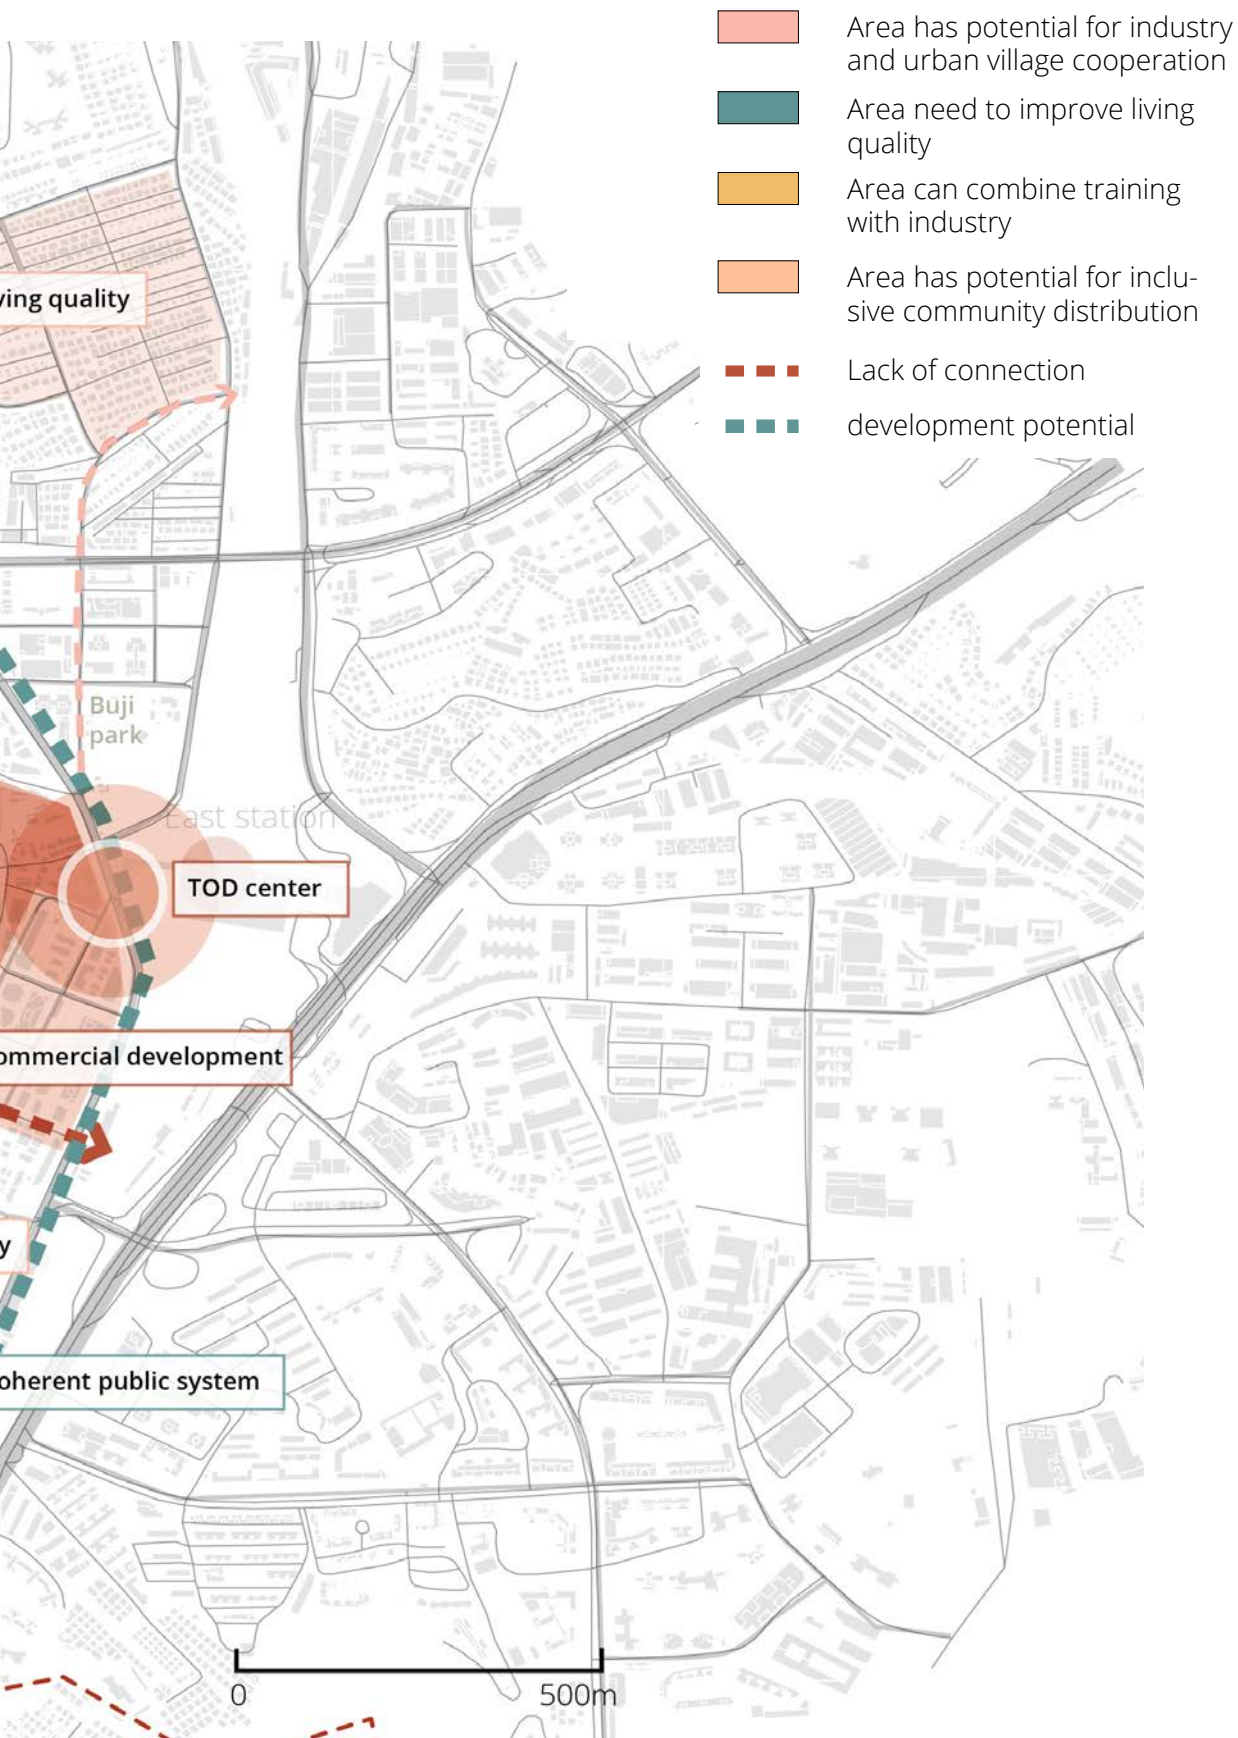 Area has potential for industry
and urban village cooperation
Area need to improve living
quality
Area can combine training
with industry
Area has potential for inclu-
sive community distribution
Lack of connection
development potential
ving quality
Buji
park
East station
TOD center
ommercial development
y
oherent public system
0 500m